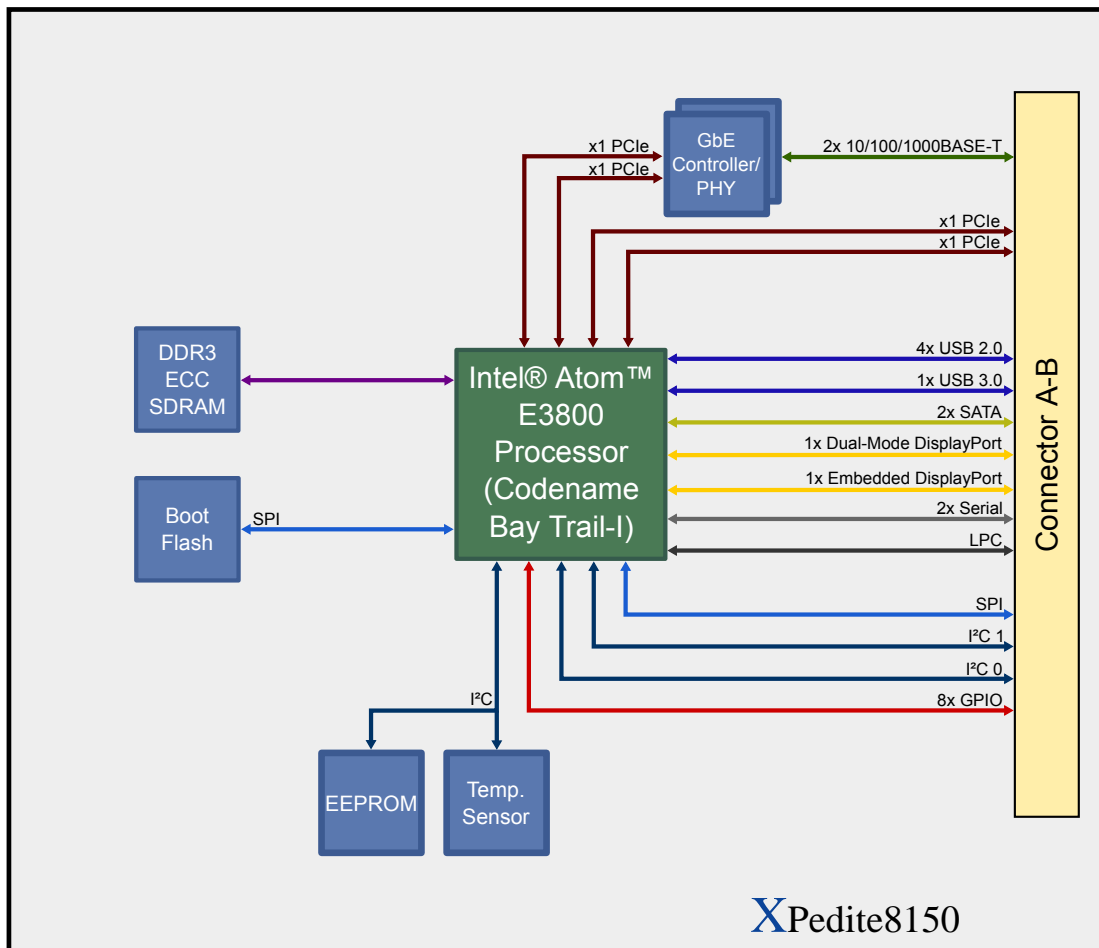 x1 PCIe
x1 PCIe
GbE
Controller/
PHY
2x 10/100/1000BASE-T
x1 PCIe
x1 PCIe
DDR3
ECC
SDRAM
Intel® Atom™
E3800
Processor
(Codename
Bay Trail-I)
4x USB 2.0
1x USB 3.0
2x SATA
1x Dual-Mode DisplayPort
1x Embedded DisplayPort
2x Serial
LPC
Connector A-B
Boot
Flash
SPI
SPI
I²C 1
I²C 0
8x GPIO
I²C
EEPROM
Temp.
Sensor
XPedite8150